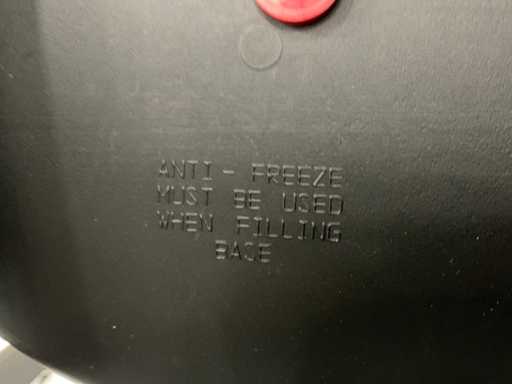 ANTI - FREEZE
MUST BE USED
WHEN FILLING
BASE